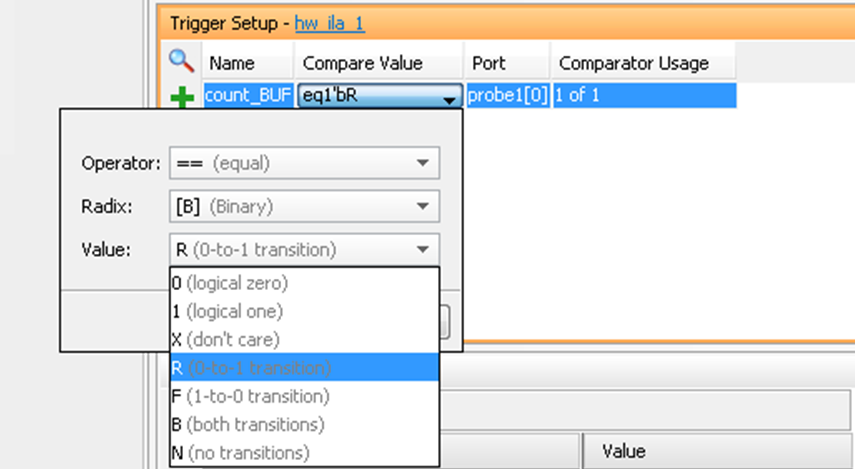 Trigger Setup - hw_ila_1
Name Compare Value Port Comparator Usage
count_BUF eq1'bR probe1[0] 1 of 1
Operator: == (equal)
Radix: [B] (Binary)
Value: R (0-to-1 transition)
0 (logical zero)
1 (logical one)
X (don't care)
R (0-to-1 transition)
F (1-to-0 transition)
B (both transitions)
N (no transitions)
Value